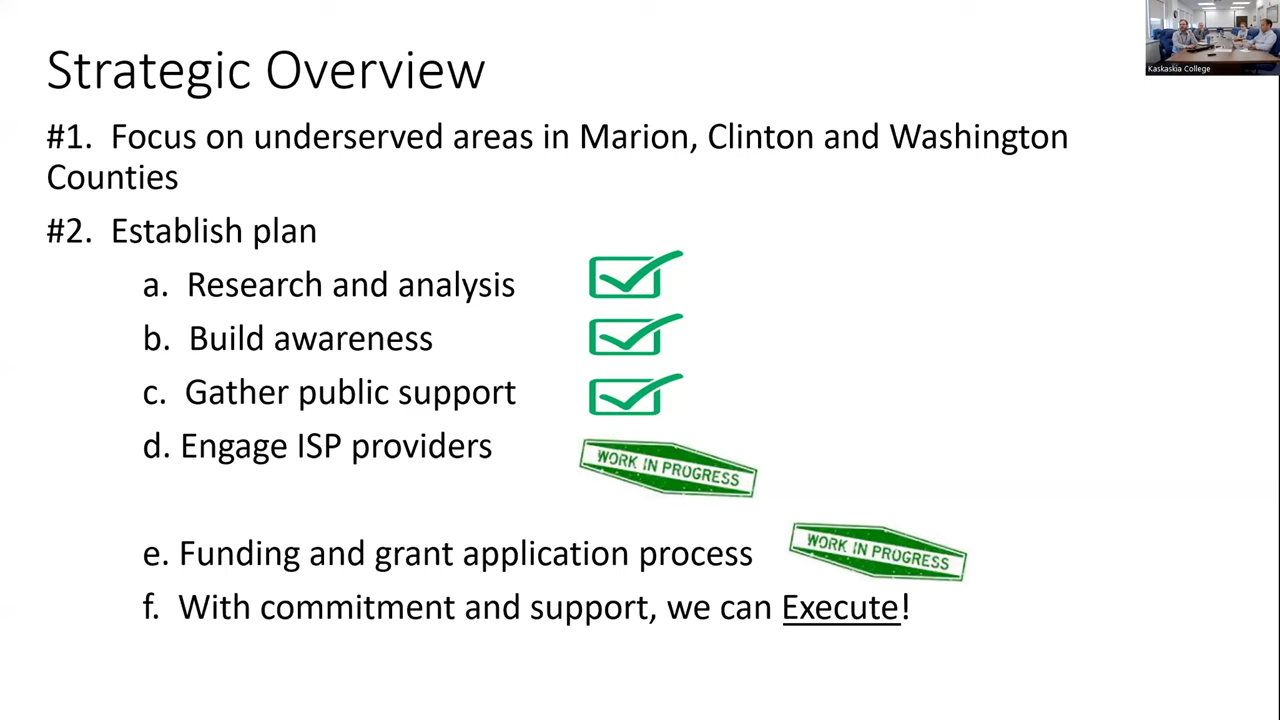 Strategic Overview
Kaskaskia College
#1. Focus on underserved areas in Marion, Clinton and Washington
Counties
#2. Establish plan
a. Research and analysis
b. Build awareness
c. Gather public support
d. Engage ISP providers
WORK IN PROGRESS
e. Funding and grant application process
WORK IN PROGRESS
f. With commitment and support, we can Execute!